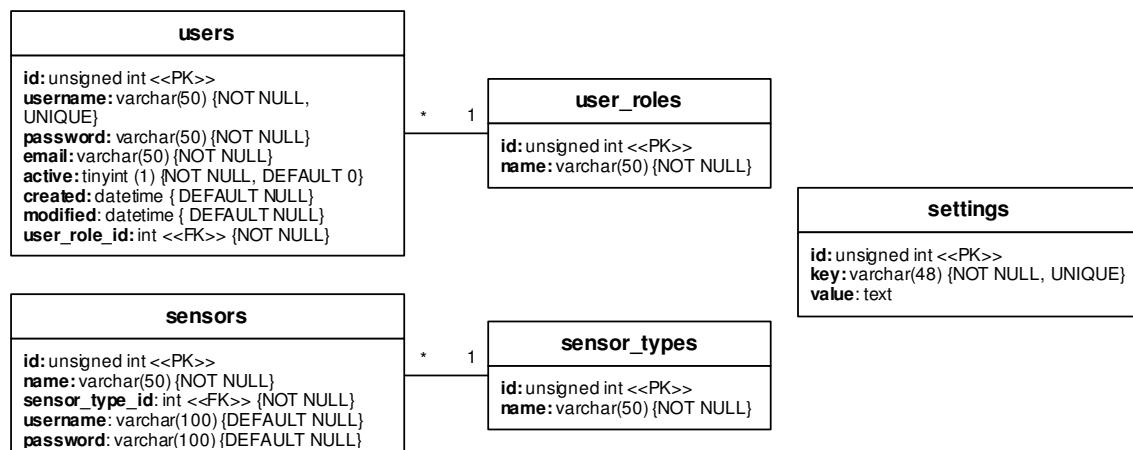 users
id: unsigned int <<PK>>
username: varchar(50) {NOT NULL,
UNIQUE}
password: varchar(50) {NOT NULL}
email: varchar(50) {NOT NULL}
active: tinyint (1) {NOT NULL, DEFAULT 0}
created: datetime { DEFAULT NULL}
modified: datetime { DEFAULT NULL}
user_role_id: int <<FK>> {NOT NULL}
* 1
user_roles
id: unsigned int <<PK>>
name: varchar(50) {NOT NULL}
settings
id: unsigned int <<PK>>
key: varchar(48) {NOT NULL, UNIQUE}
value: text
sensors
id: unsigned int <<PK>>
name: varchar(50) {NOT NULL}
sensor_type_id: int <<FK>> {NOT NULL}
username: varchar(100) {DEFAULT NULL}
password: varchar(100) {DEFAULT NULL}
* 1
sensor_types
id: unsigned int <<PK>>
name: varchar(50) {NOT NULL}